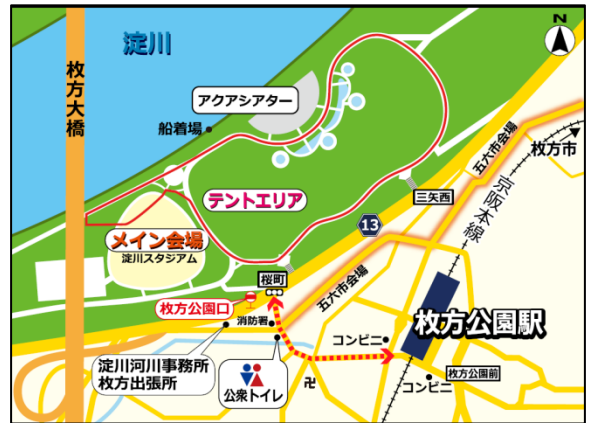 N
淀川
枚方大橋
アクアシアター
船着場
五六市会場
枚方市
テントエリア
三矢西
京阪本線
13
メイン会場
淀川スタジアム
桜町
枚方公園口
五六市会場
消防署
枚方公園駅
コンビニ
淀川河川事務所
枚方出張所
公衆トイレ
卍
枚方公園前
コンビニ